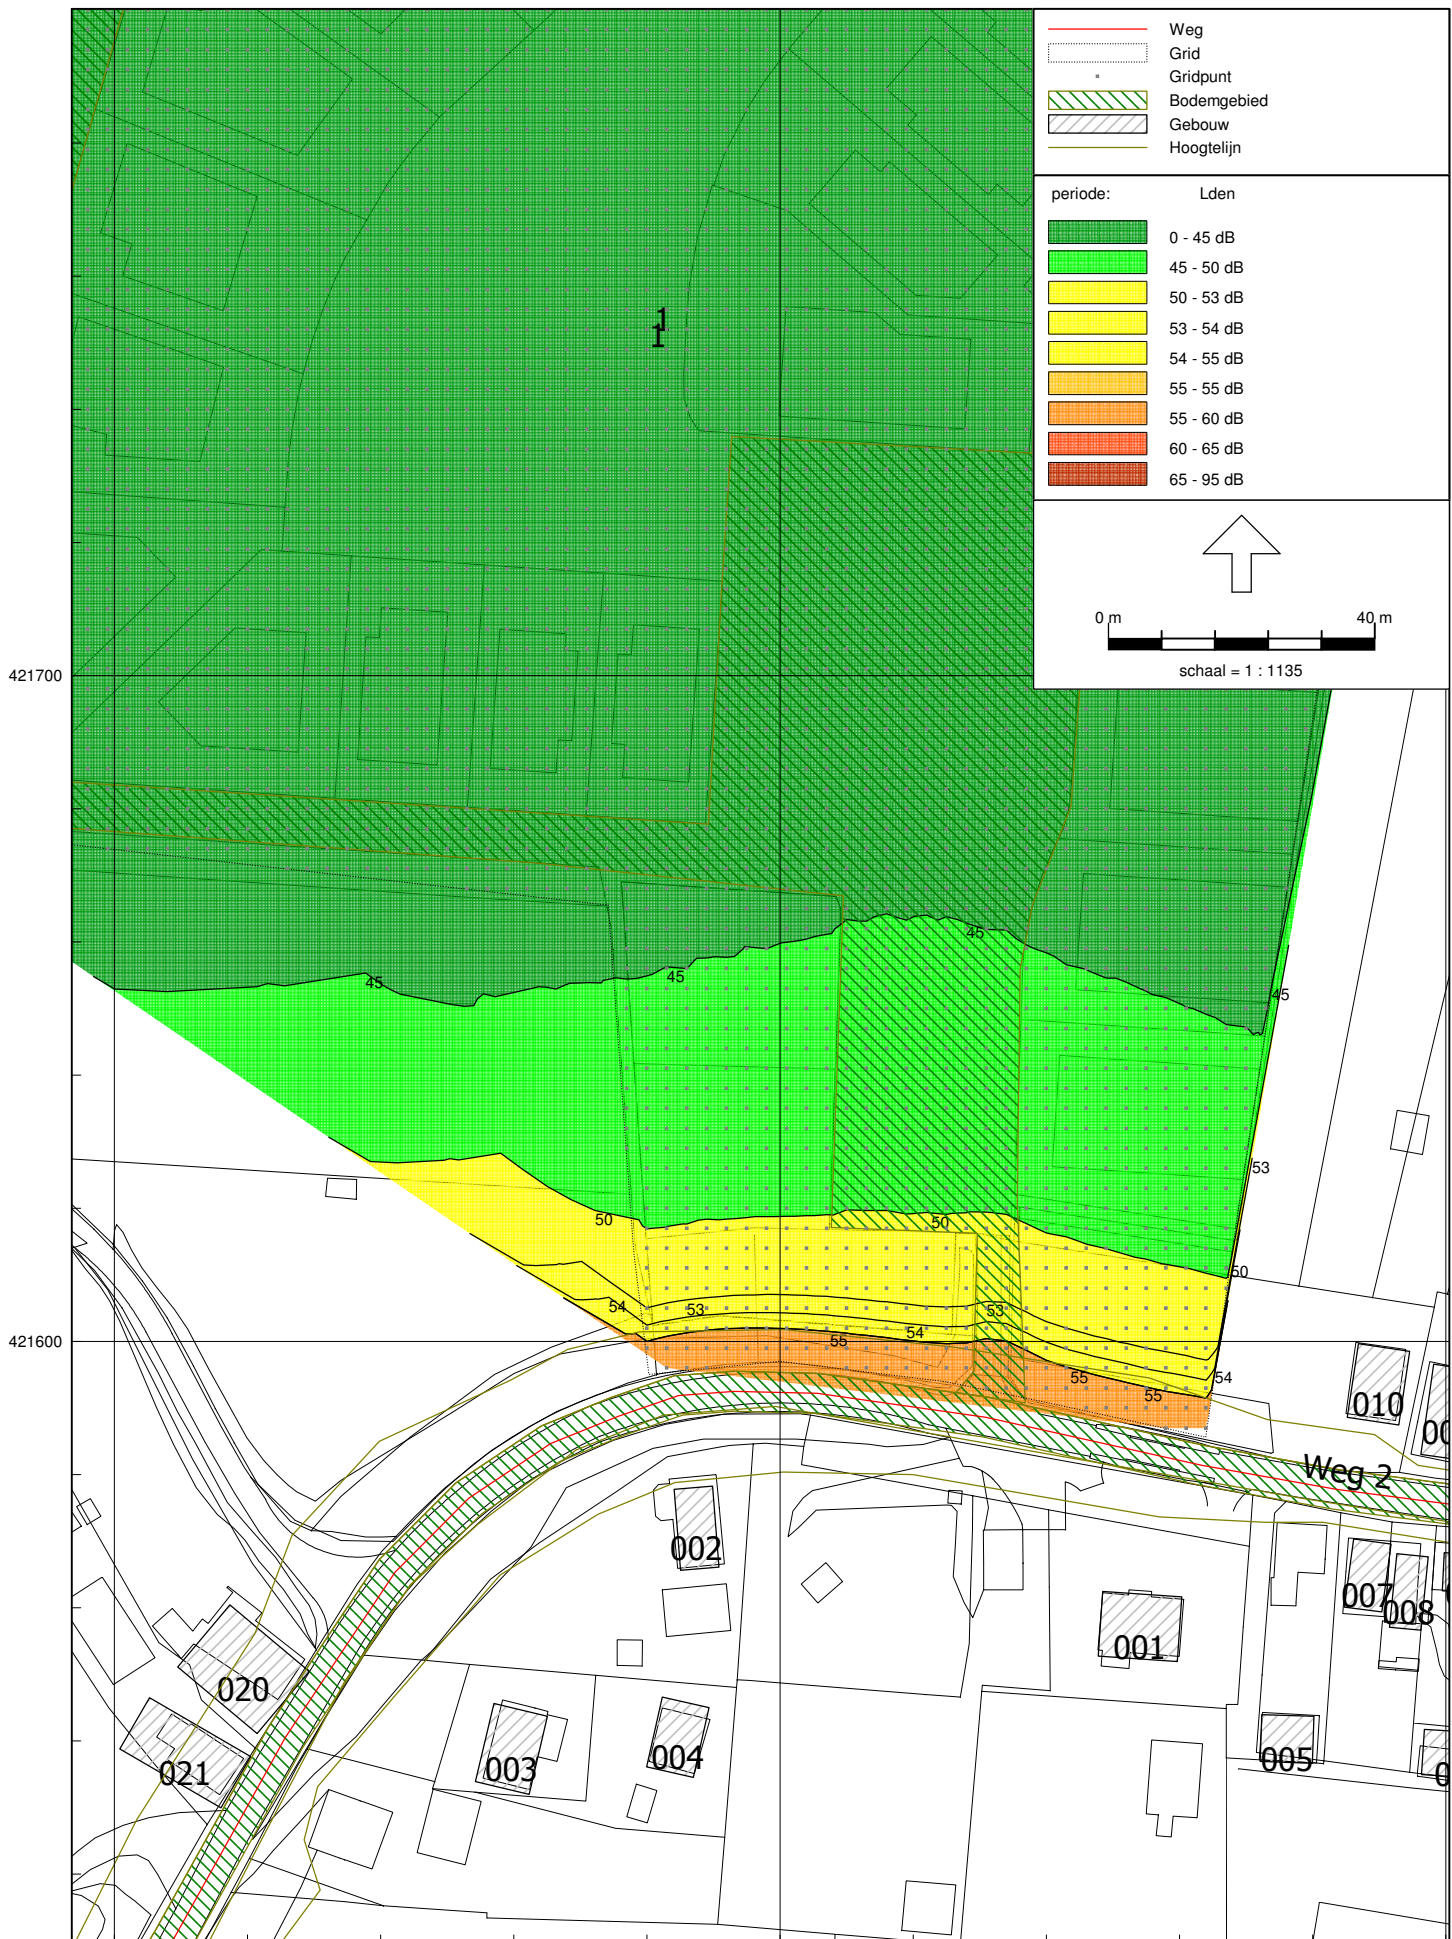 Weg
Grid
Gridpunt
Bodemgebied
Gebouw
Hoogtelijn
periode: Lden
0 - 45 dB
45 - 50 dB
50 - 53 dB
53 - 54 dB
54 - 55 dB
55 - 55 dB
55 - 60 dB
60 - 65 dB
65 - 95 dB
0 m 40 m
schaal = 1 : 1135
1
1
421700
45
45
45
45
53
50
50
50
54
53
53
54
55
55
54
55
421600
010
00
Weg 2
002
007
008
001
020
021
003
004
005
0